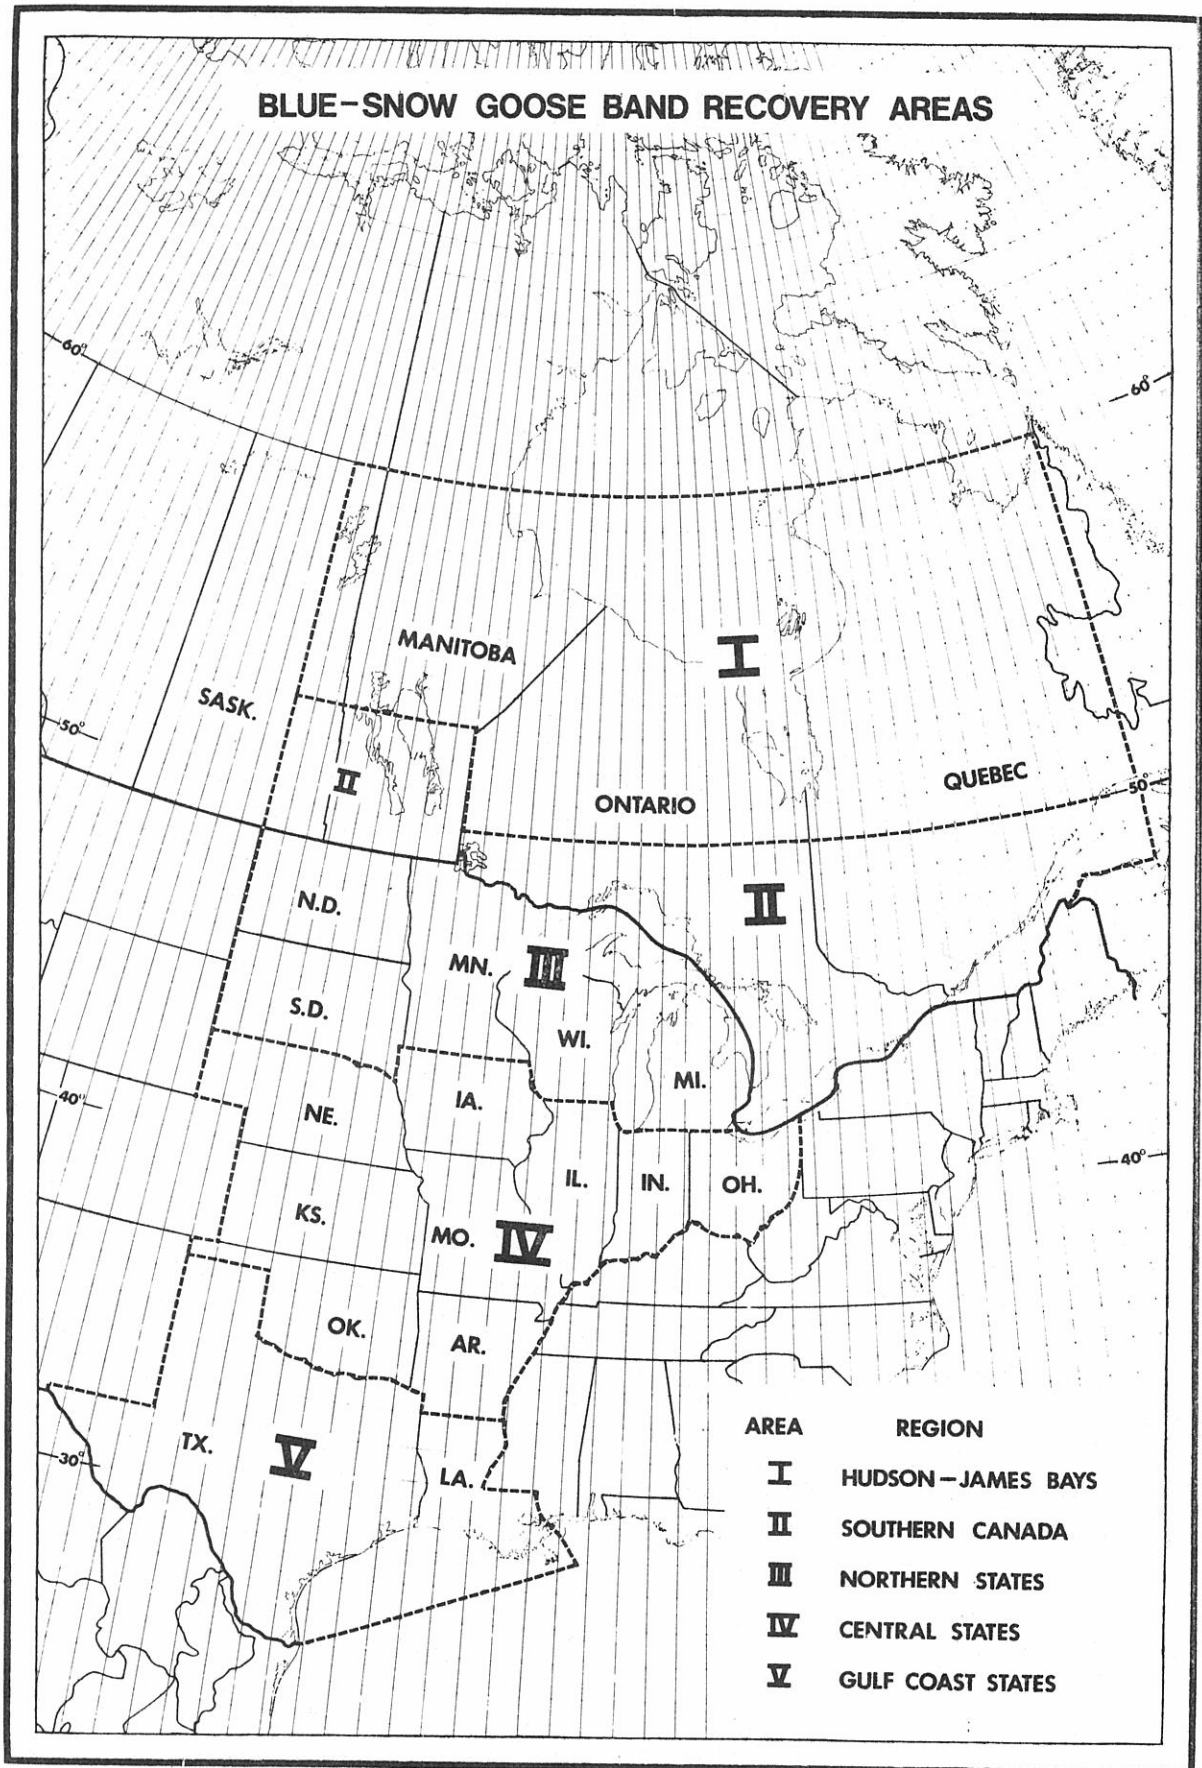 BLUE-SNOW GOOSE BAND RECOVERY AREAS
60°
60°
MANITOBA
I
SASK.
50°
II
ONTARIO
QUEBEC
50°
N.D.
II
MN.
III
S.D.
WI.
MI.
40°
NE.
IA.
IL.
IN.
OH.
40°
KS.
MO.
IV
OK.
AR.
TX.
V
30°
LA.
AREA REGION
I HUDSON-JAMES BAYS
II SOUTHERN CANADA
III NORTHERN STATES
IV CENTRAL STATES
V GULF COAST STATES